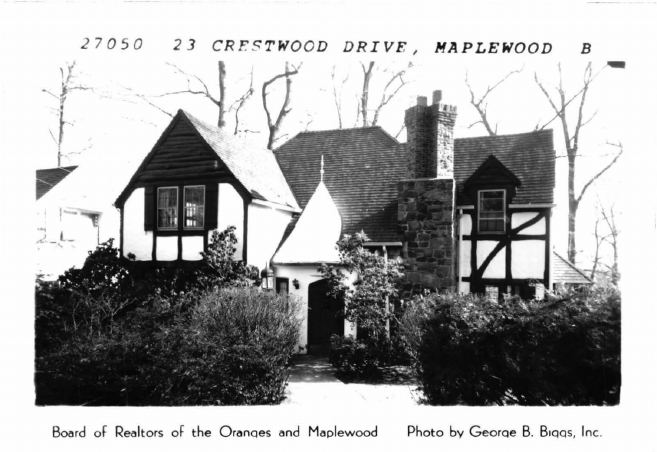 27050 23 CRESTWOOD DRIVE, MAPLEWOOD B
Board of Realtors of the Oranges and Maplewood Photo by George B. Biggs, Inc.